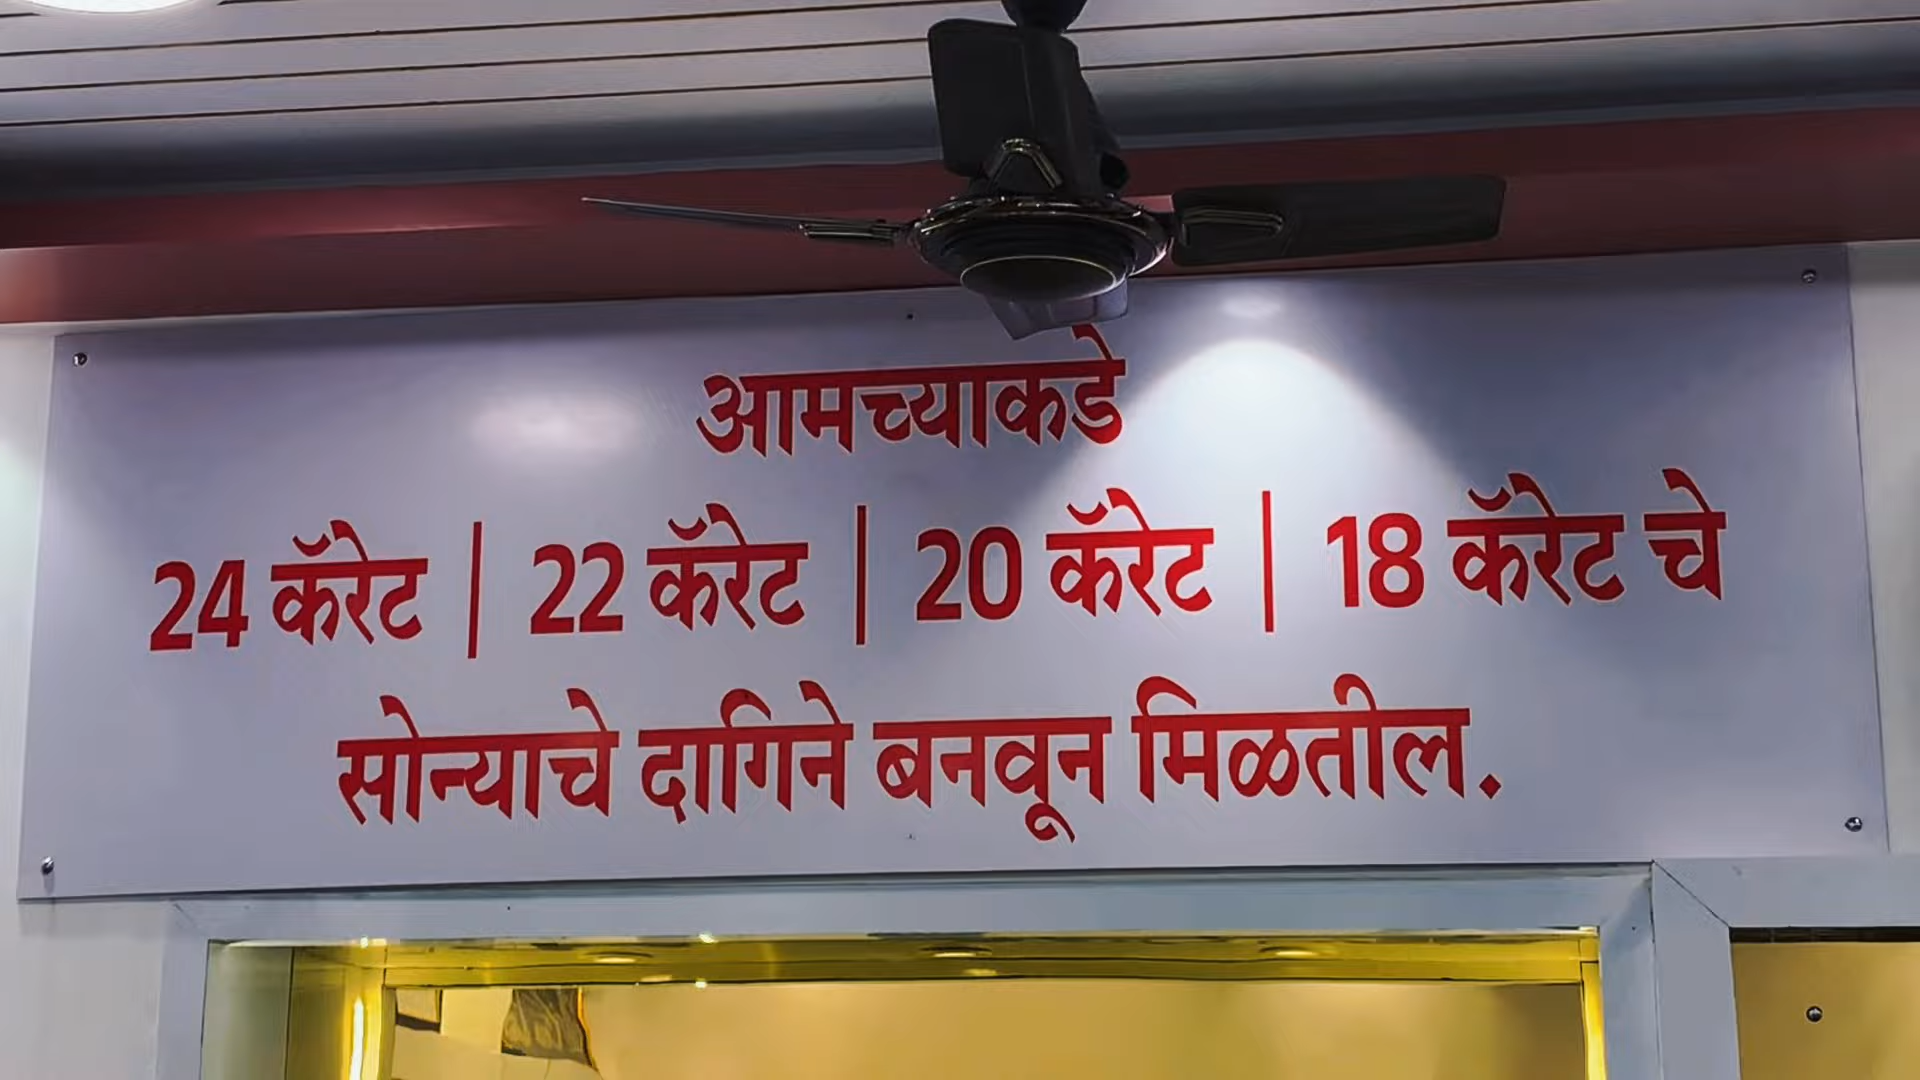 आमच्याकडे
24 कॅरेट | 22 कॅरेट | 20 कॅरेट | 18 कॅरेट चे
सोन्याचे दागिने बनवून मिळतील.